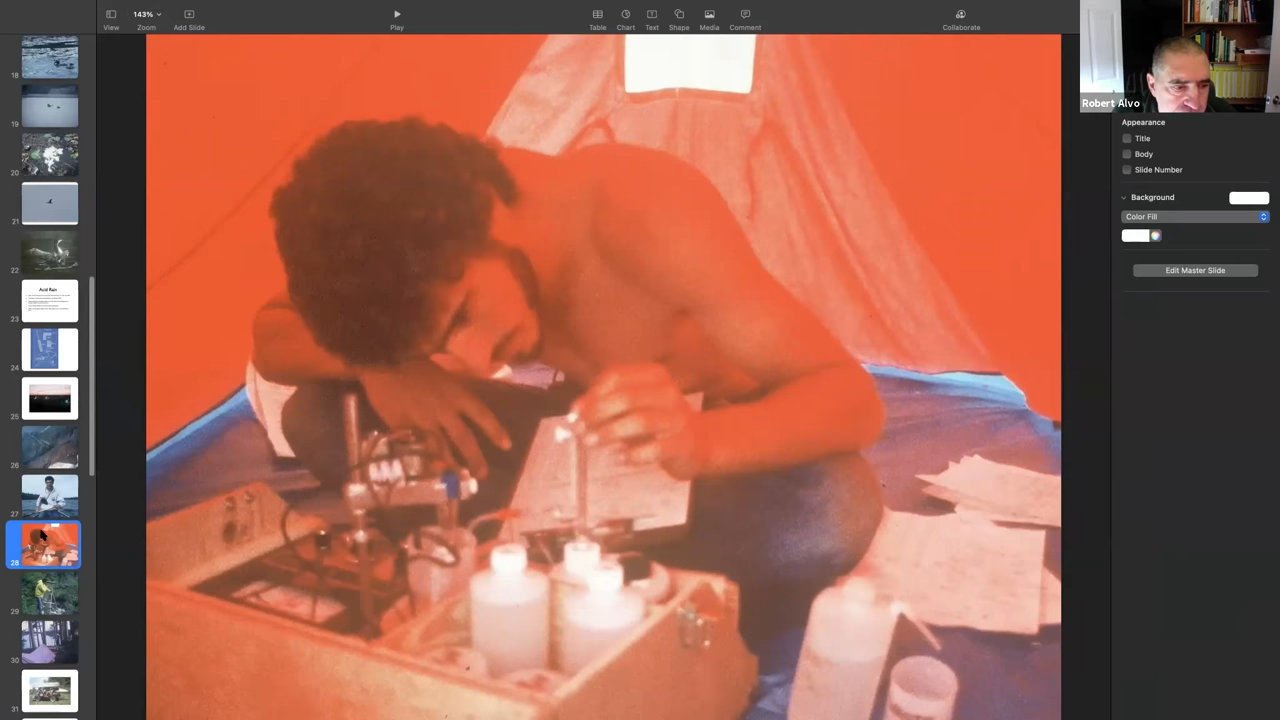 143%
View
Zoom
Add Slide
Play
Table
Chart
Text
Shape
Media
Comment
Collaborate
Robert Alvo
Appearance
Title
Body
Slide Number
Background
Color Fill
Edit Master Slide
18
19
20
21
22
Acid Rain
23
24
25
26
27
28
29
30
31